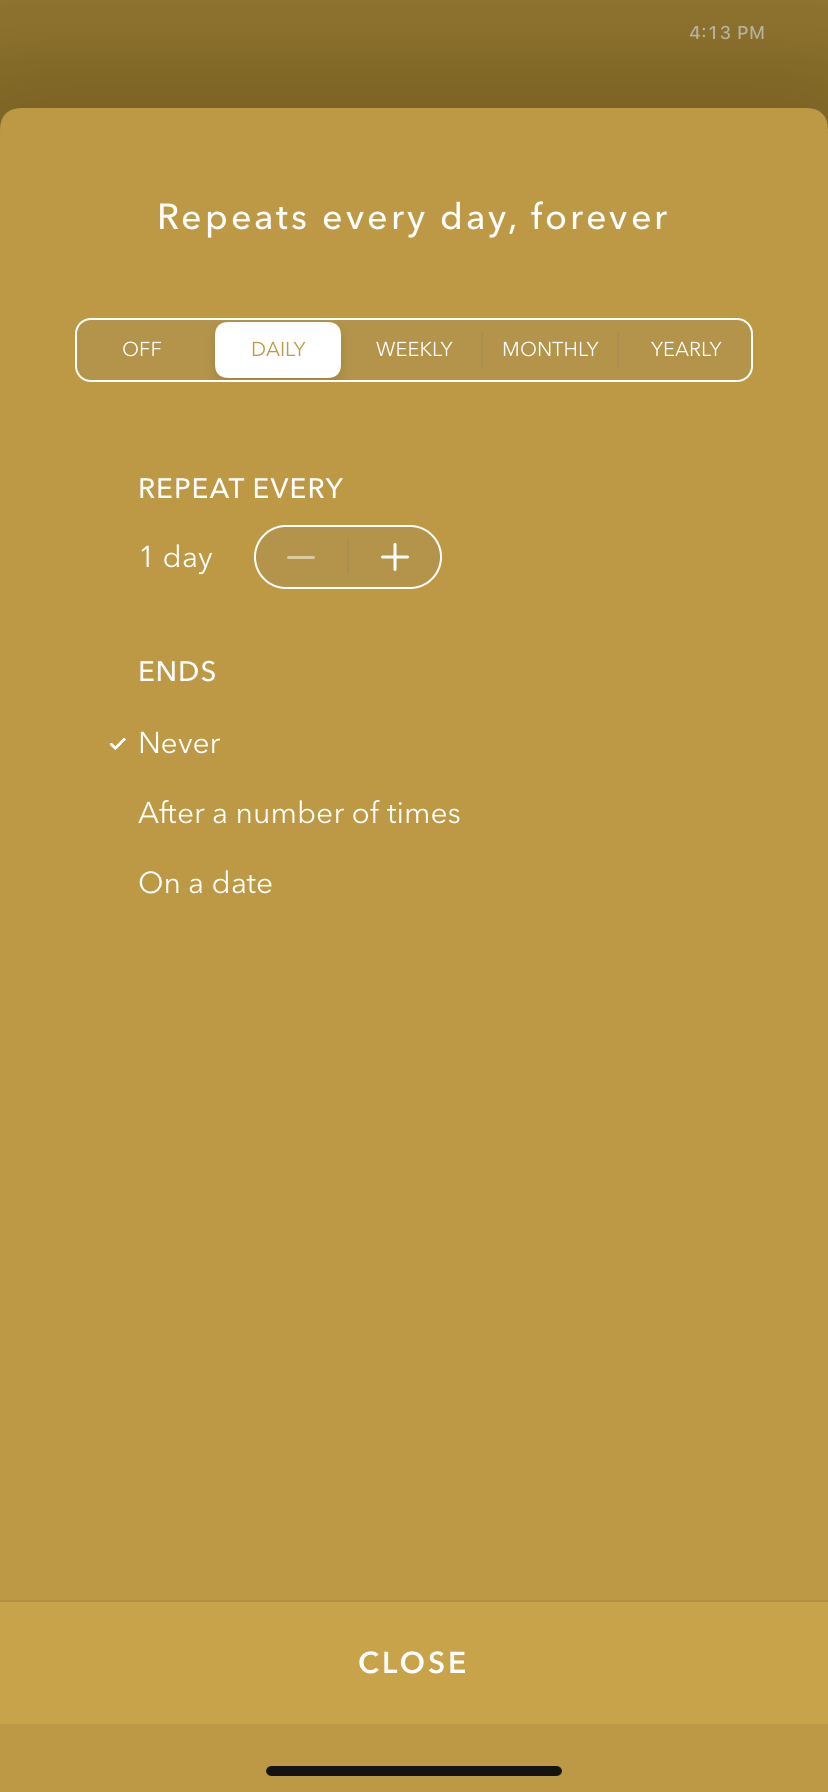 4:13 PM
Repeats every day, forever
OFF DAILY WEEKLY MONTHLY YEARLY
REPEAT EVERY
1 day
ENDS
Never
After a number of times
On a date
CLOSE